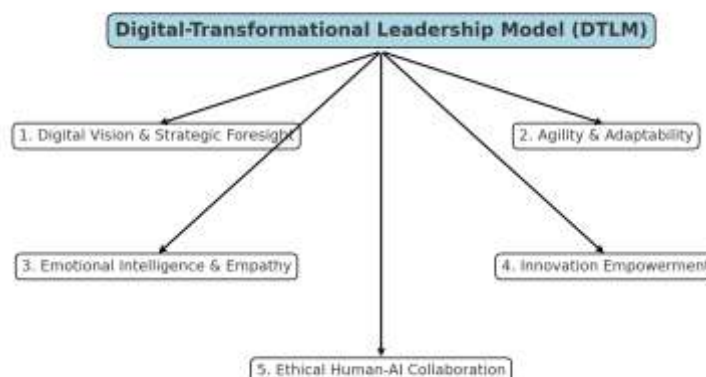 Digital-Transformational Leadership Model (DTLM)
1. Digital Vision & Strategic Foresight
2. Agility & Adaptability
3. Emotional Intelligence & Empathy
4. Innovation Empowerment
5. Ethical Human-AI Collaboration